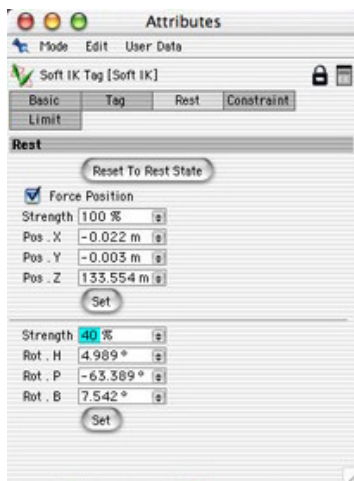 Attributes
Mode Edit User Data
Soft IK Tag [Soft IK]
Basic Tag Rest Constraint
Limit
Rest
Reset To Rest State
Force Position
Strength 100 %
Pos . X -0.022 m
Pos . Y -0.003 m
Pos . Z 133.554 m
Set
Strength 40 %
Rot . H 4.989 °
Rot . P -63.389 °
Rot . B 7.542 °
Set